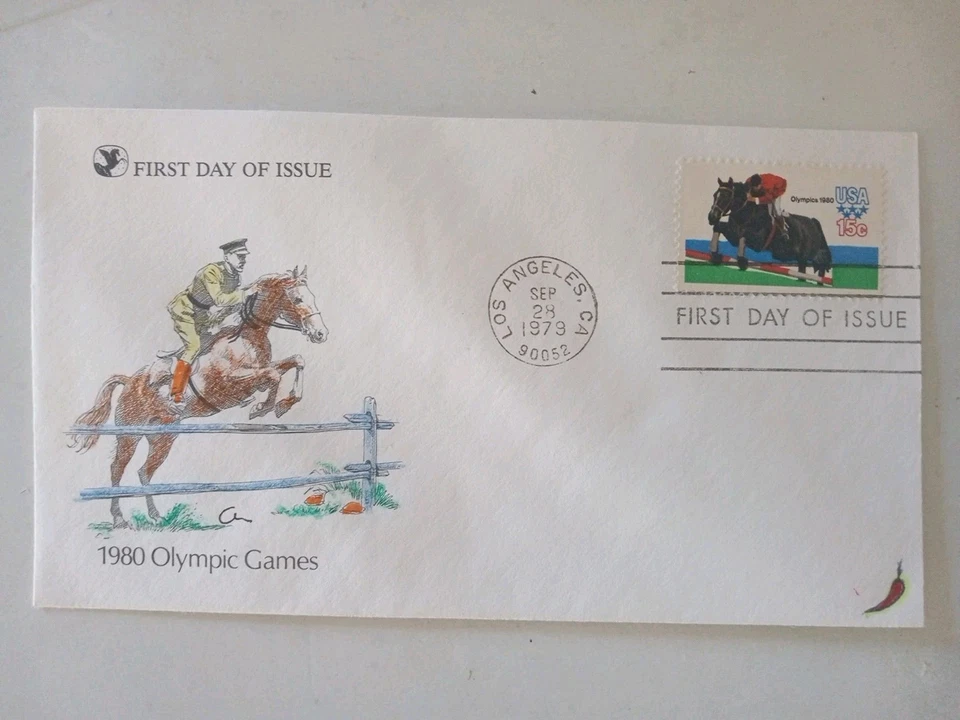 FIRST DAY OF ISSUE
Olympics 1980
USA
15c
LOS ANGELES, CA
SEP
28
1979
90052
FIRST DAY OF ISSUE
1980 Olympic Games